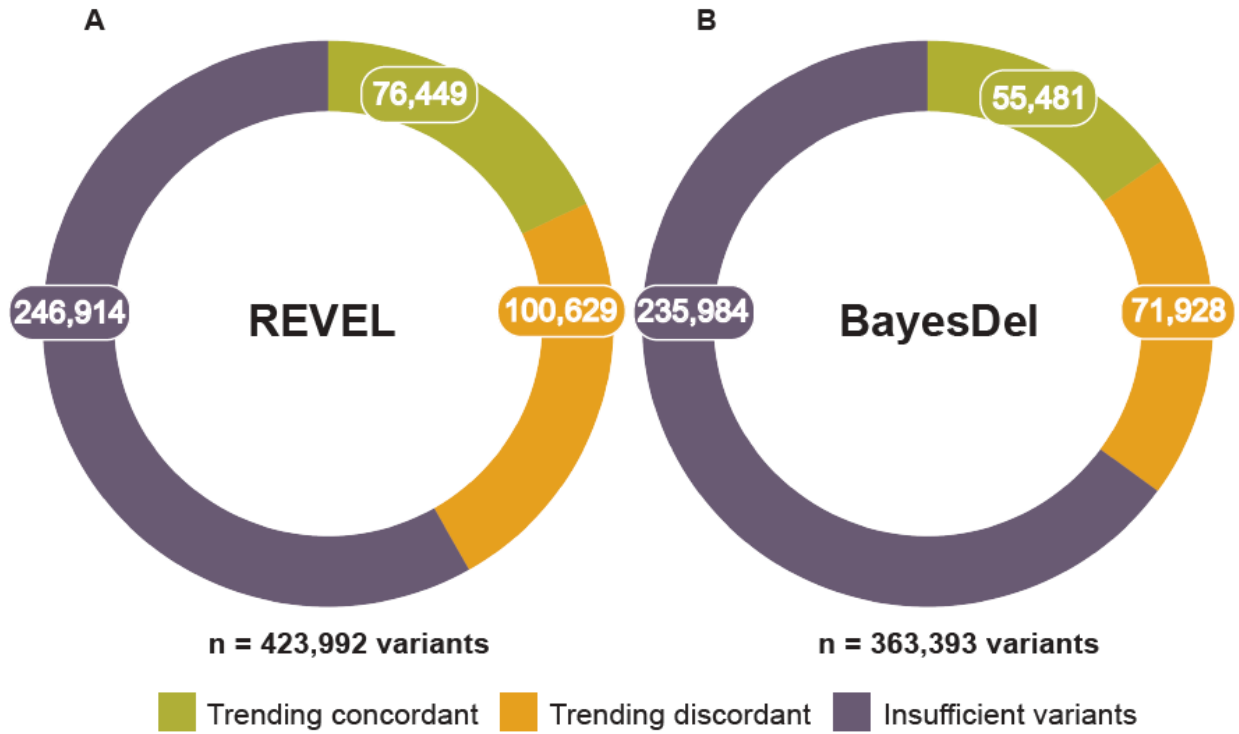 A
B
76,449
55,481
246,914
REVEL
100,629
235,984
BayesDel
71,928
n = 423,992 variants
n = 363,393 variants
Trending concordant
Trending discordant
Insufficient variants